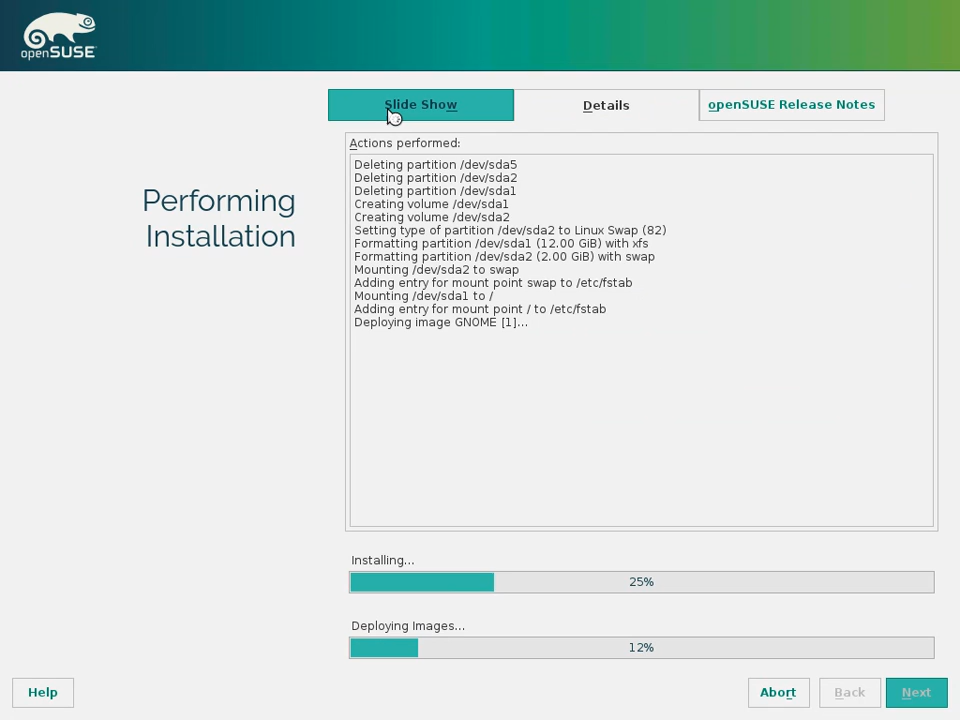 openSUSE
Slide Show
Details
openSUSE Release Notes
Performing
Installation
Actions performed:
Deleting partition /dev/sda5
Deleting partition /dev/sda2
Deleting partition /dev/sda1
Creating volume /dev/sda1
Creating volume /dev/sda2
Setting type of partition /dev/sda2 to Linux Swap (82)
Formatting partition /dev/sda1 (12.00 GiB) with xfs
Formatting partition /dev/sda2 (2.00 GiB) with swap
Mounting /dev/sda2 to swap
Adding entry for mount point swap to /etc/fstab
Mounting /dev/sda1 to /
Adding entry for mount point / to /etc/fstab
Deploying image GNOME [1]...
Installing...
25%
Deploying Images...
12%
Help
Abort
Back
Next